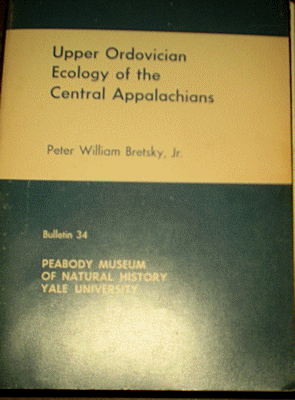 Upper Ordovician
Ecology of the
Central Appalachians
Peter William Bretsky, Jr.
Bulletin 34
PEABODY MUSEUM
OF NATURAL HISTORY
YALE UNIVERSITY